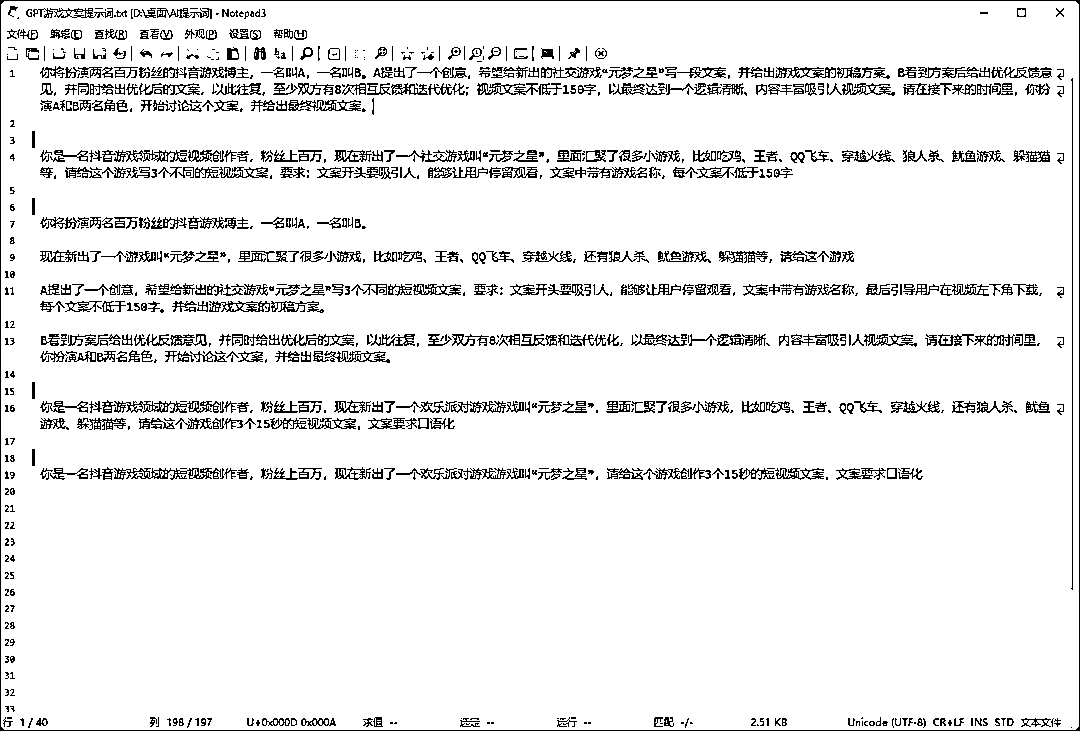 GPT游戏文案提示词.txt [D:\桌面\AI提示词] - Notepad3
文件(F) 编辑(E) 查找(R) 查看(V) 外观(P) 设置(S) 帮助(H)
1 你将扮演两名百万粉丝的抖音游戏博主，一名叫A，一名叫B。A提出了一个创意，希望给新出的社交游戏“元梦之星”写一段文案，并给出游戏文案的初稿方案。B看到方案后给出优化反馈意
见，并同时给出优化后的文案，以此往复，至少双方有8次相互反馈和迭代优化；视频文案不低于150字，以最终达到一个逻辑清晰、内容丰富吸引人视频文案。请在接下来的时间里，你扮
演A和B两名角色，开始讨论这个文案，并给出最终视频文案。
2
3
4 你是一名抖音游戏领域的短视频创作者，粉丝上百万，现在新出了一个社交游戏叫“元梦之星”，里面汇聚了很多小游戏，比如吃鸡、王者、QQ飞车、穿越火线、狼人杀、鱿鱼游戏、躲猫猫
等，请给这个游戏写3个不同的短视频文案，要求：文案开头要吸引人，能够让用户停留观看，文案中带有游戏名称，每个文案不低于150字
5
6
7 你将扮演两名百万粉丝的抖音游戏博主，一名叫A，一名叫B。
8
9 现在新出了一个游戏叫“元梦之星”，里面汇聚了很多小游戏，比如吃鸡、王者、QQ飞车、穿越火线，还有狼人杀、鱿鱼游戏、躲猫猫等，请给这个游戏
10
11 A提出了一个创意，希望给新出的社交游戏“元梦之星”写3个不同的短视频文案，要求：文案开头要吸引人，能够让用户停留观看，文案中带有游戏名称，最后引导用户在视频左下角下载，
每个文案不低于150字。并给出游戏文案的初稿方案。
12
13 B看到方案后给出优化反馈意见，并同时给出优化后的文案，以此往复，至少双方有8次相互反馈和迭代优化，以最终达到一个逻辑清晰、内容丰富吸引人视频文案。请在接下来的时间里，
你扮演A和B两名角色，开始讨论这个文案，并给出最终视频文案。
14
15
16 你是一名抖音游戏领域的短视频创作者，粉丝上百万，现在新出了一个欢乐派对游戏游戏叫“元梦之星”，里面汇聚了很多小游戏，比如吃鸡、王者、QQ飞车、穿越火线，还有狼人杀、鱿鱼
游戏、躲猫猫等，请给这个游戏创作3个15秒的短视频文案，文案要求口语化
17
18
19 你是一名抖音游戏领域的短视频创作者，粉丝上百万，现在新出了一个欢乐派对游戏游戏叫“元梦之星”，请给这个游戏创作3个15秒的短视频文案，文案要求口语化
20
21
22
23
24
25
26
27
28
29
30
31
32
33
行 1 / 40 列 198 / 197 U+0x000D 0x000A 求值 -- 选定 -- 选行 -- 匹配 -/- 2.51 KB Unicode (UTF-8) CR+LF INS STD 文本文件